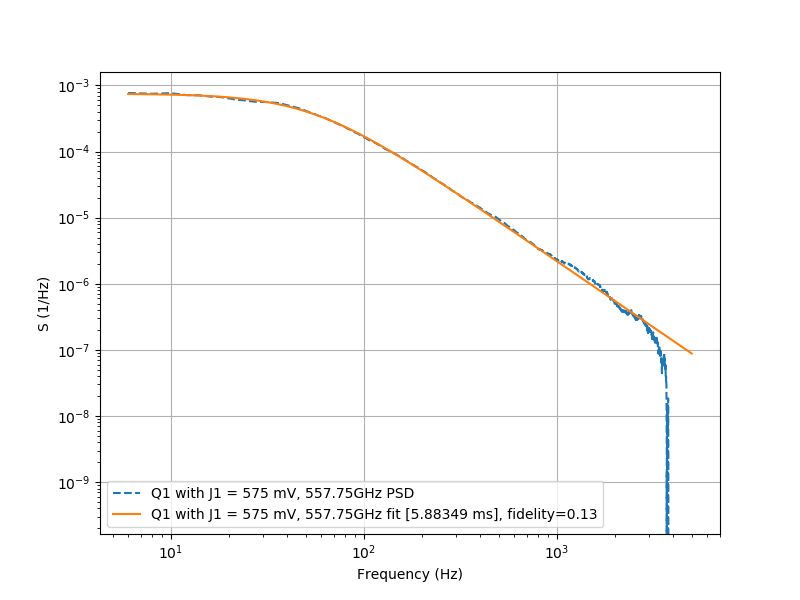 10⁻³
10⁻⁴
10⁻⁵
10⁻⁶
10⁻⁷
10⁻⁸
10⁻⁹
S (1/Hz)
Q1 with J1 = 575 mV, 557.75GHz PSD
Q1 with J1 = 575 mV, 557.75GHz fit [5.88349 ms], fidelity=0.13
10¹ 10² 10³
Frequency (Hz)